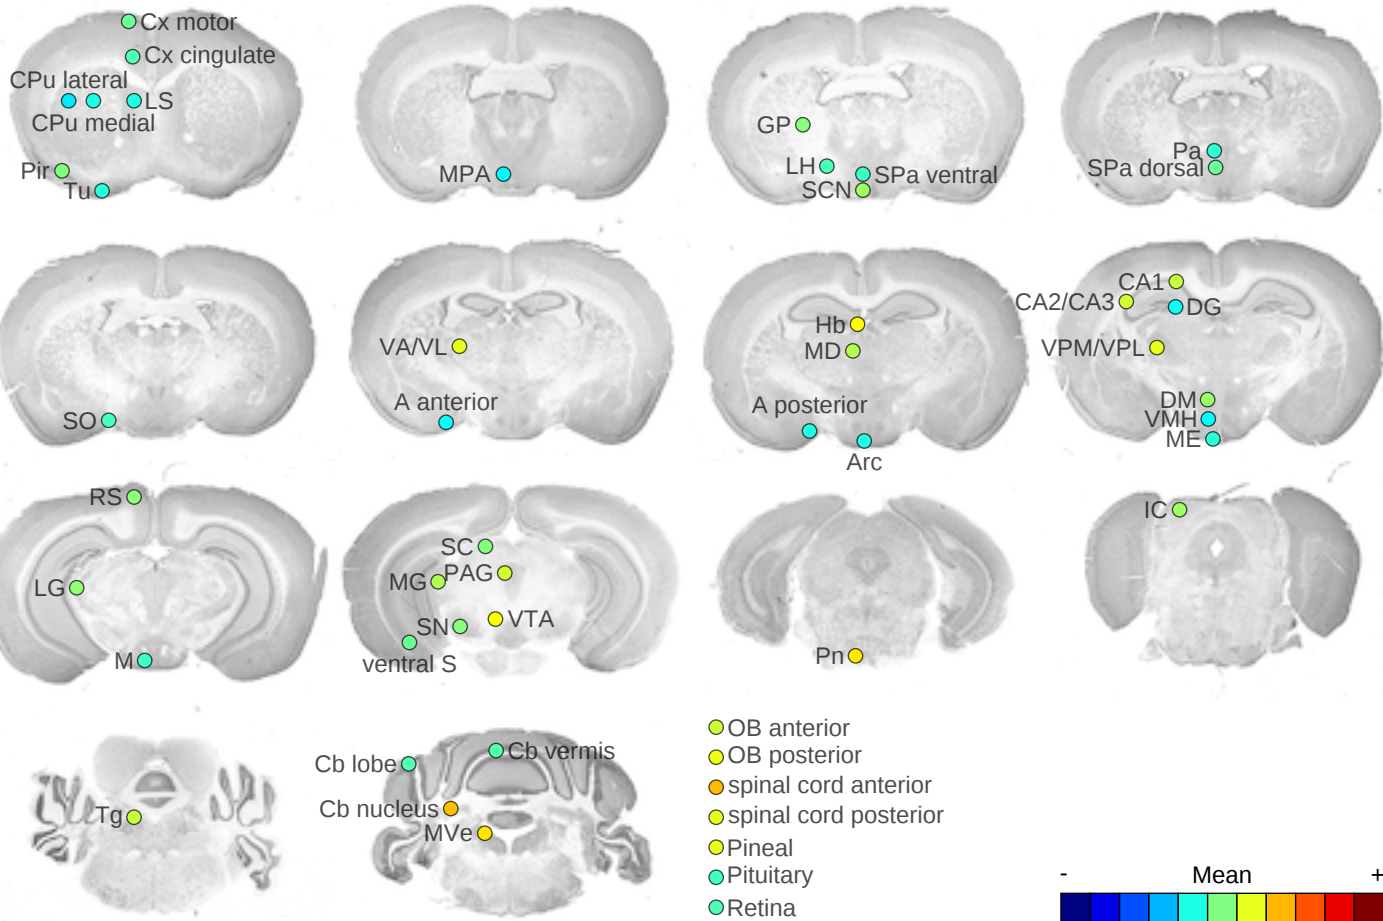 Cx motor
Cx cingulate
CPu lateral
LS
CPu medial
Pir
Tu
MPA
GP
LH
SPa ventral
SCN
Pa
SPa dorsal
SO
VA/VL
A anterior
Hb
MD
A posterior
Arc
CA1
CA2/CA3
DG
VPM/VPL
DM
VMH
ME
RS
LG
M
SC
MG
PAG
SN
VTA
ventral S
Pn
IC
Tg
Cb lobe
Cb vermis
Cb nucleus
MVe
OB anterior
OB posterior
spinal cord anterior
spinal cord posterior
Pineal
Pituitary
Retina
- Mean +